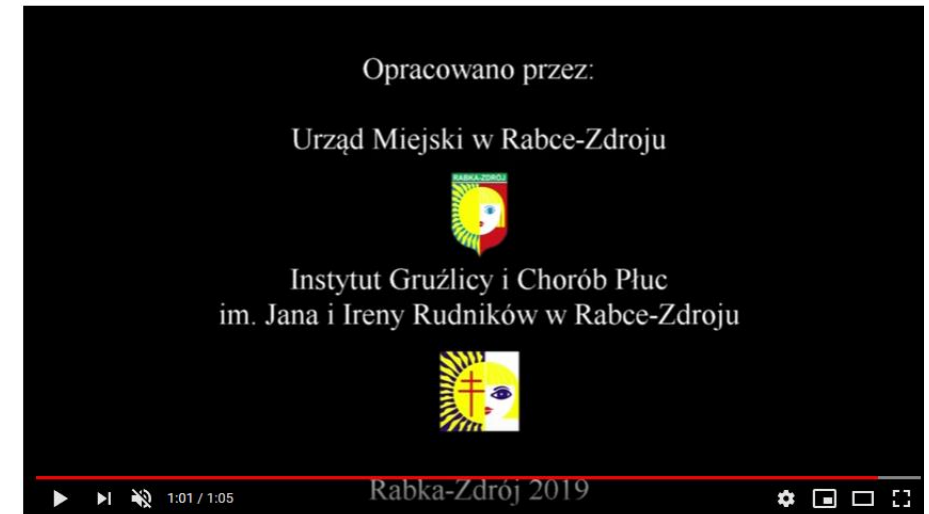 Opracowano przez:
Urząd Miejski w Rabce-Zdroju
RABKA-ZDRÓJ
Instytut Gruźlicy i Chorób Płuc
im. Jana i Ireny Rudników w Rabce-Zdroju
Rabka-Zdrój 2019
1:01 / 1:05